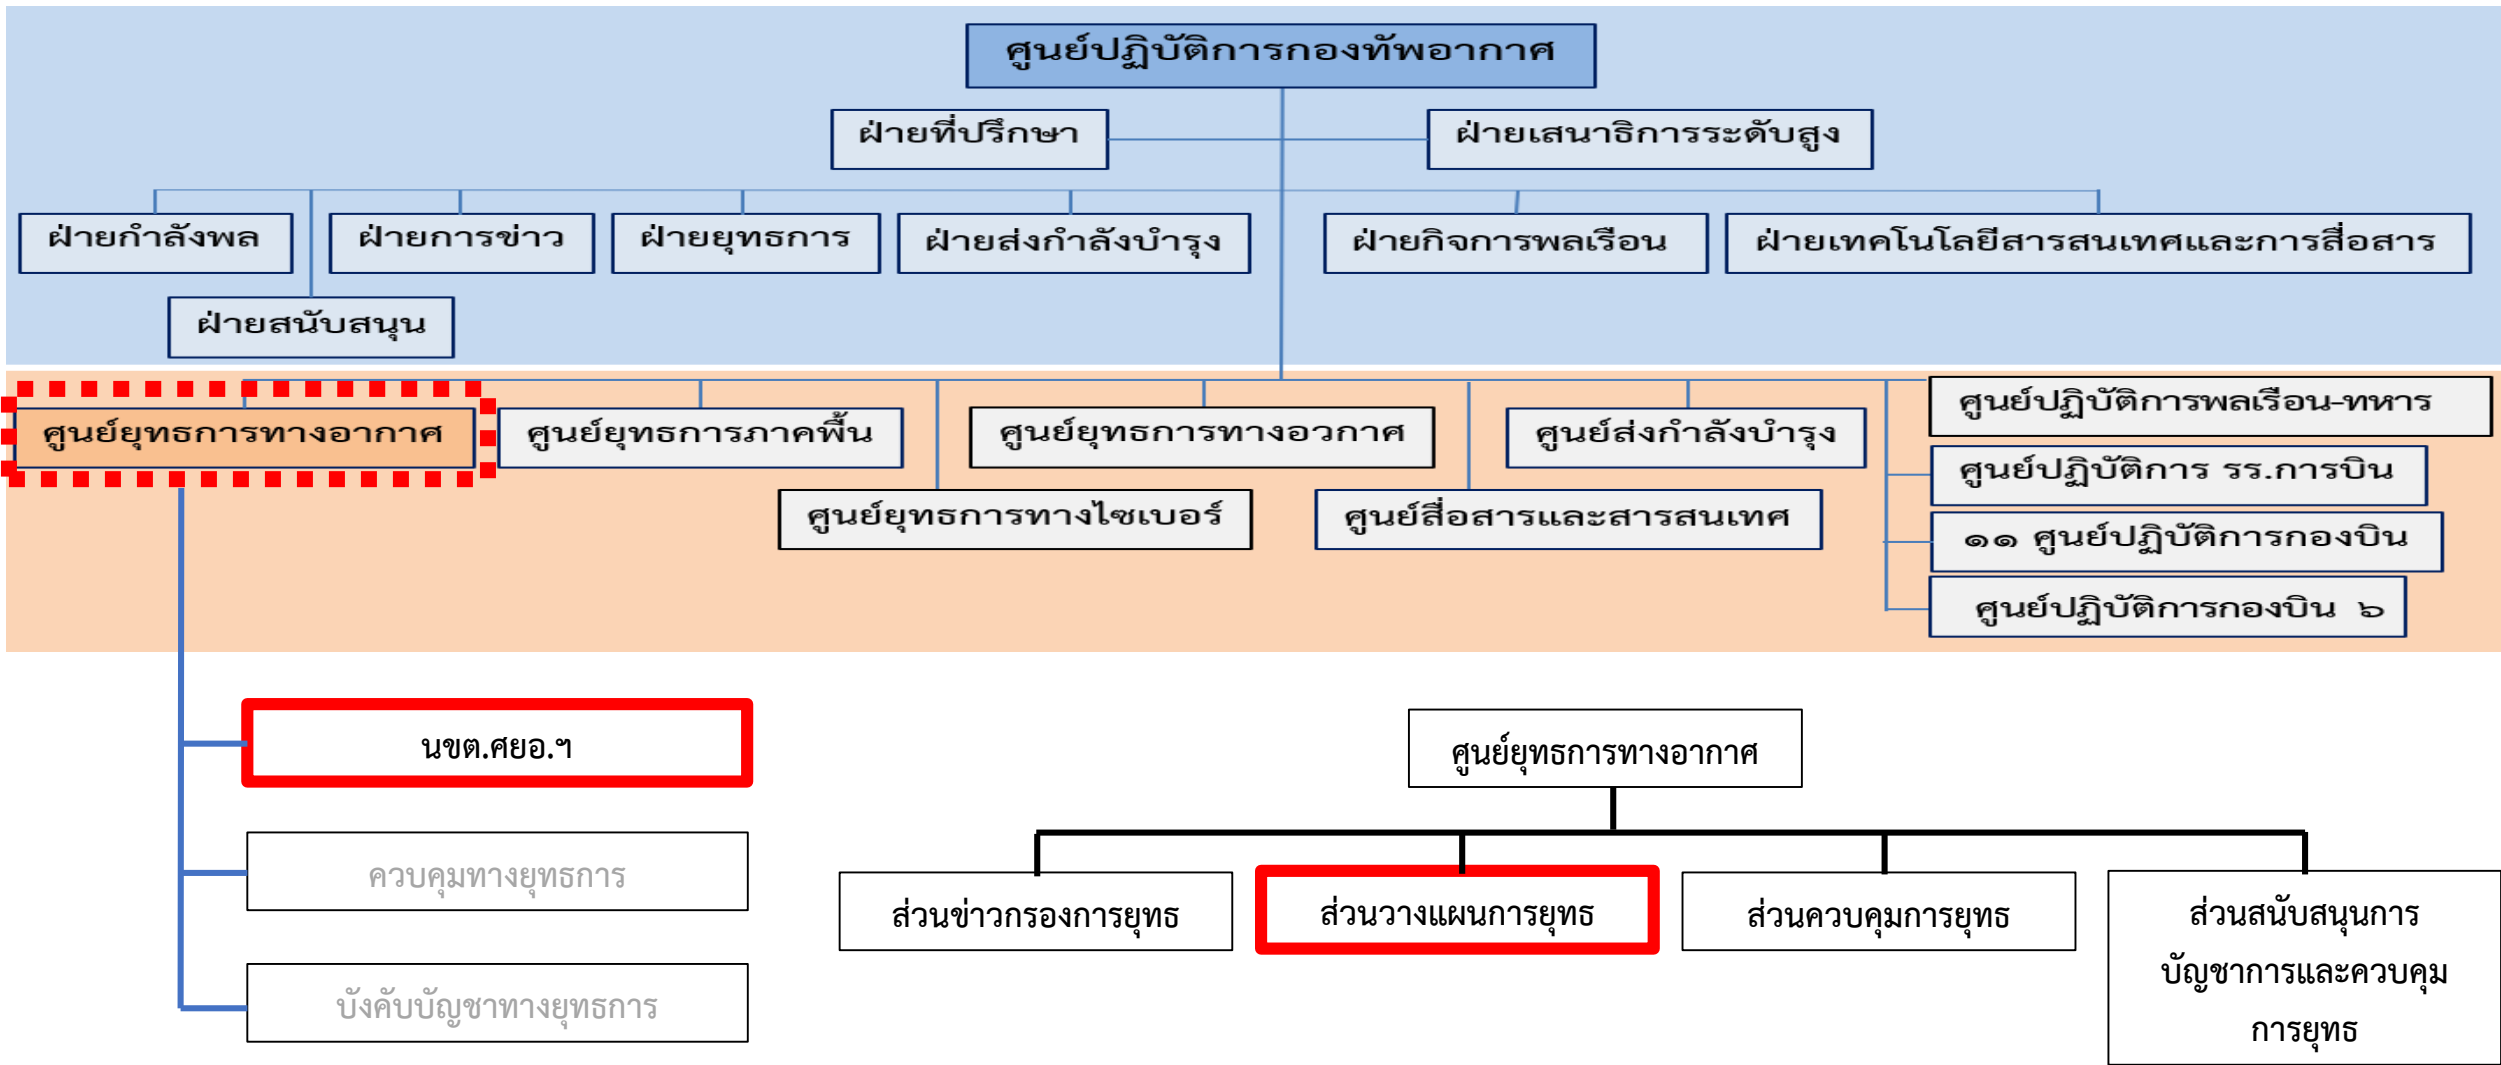 ศูนย์ปฏิบัติการกองทัพอากาศ
ฝ่ายที่ปรึกษา
ฝ่ายเสนาธิการระดับสูง
ฝ่ายกำลังพล
ฝ่ายการข่าว
ฝ่ายยุทธการ
ฝ่ายส่งกำลังบำรุง
ฝ่ายกิจการพลเรือน
ฝ่ายเทคโนโลยีสารสนเทศและการสื่อสาร
ฝ่ายสนับสนุน
ศูนย์ยุทธการทางอากาศ
ศูนย์ยุทธการภาคพื้น
ศูนย์ยุทธการทางอวกาศ
ศูนย์ส่งกำลังบำรุง
ศูนย์ปฏิบัติการพลเรือน-ทหาร
ศูนย์ปฏิบัติการ รร.การบิน
ศูนย์ยุทธการทางไซเบอร์
ศูนย์สื่อสารและสารสนเทศ
๑๑ ศูนย์ปฏิบัติการกองบิน
ศูนย์ปฏิบัติการกองบิน ๖
นขต.ศยอ.ฯ
ควบคุมทางยุทธการ
บังคับบัญชาทางยุทธการ
ศูนย์ยุทธการทางอากาศ
ส่วนข่าวกรองการยุทธ
ส่วนวางแผนการยุทธ
ส่วนควบคุมการยุทธ
ส่วนสนับสนุนการ
บัญชาการและควบคุม
การยุทธ